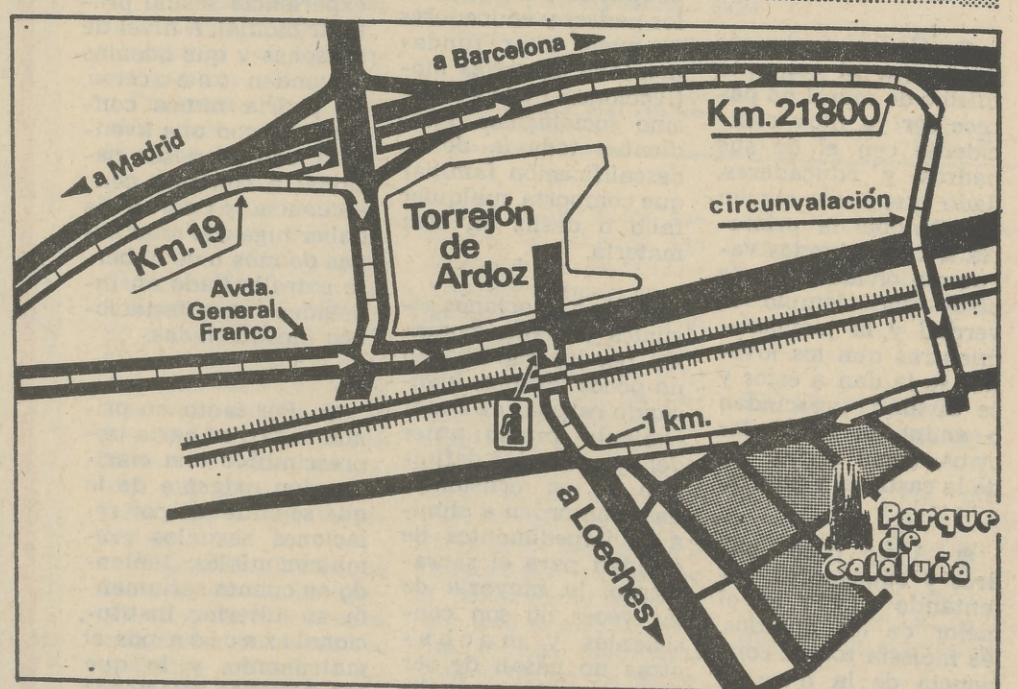 a Barcelona
a Madrid
Km. 21'800
Km. 19
Torrejón
de
Ardoz
circunvalación
Avda.
General
Franco
1 km.
a Loeches
Parque
de
Cataluña